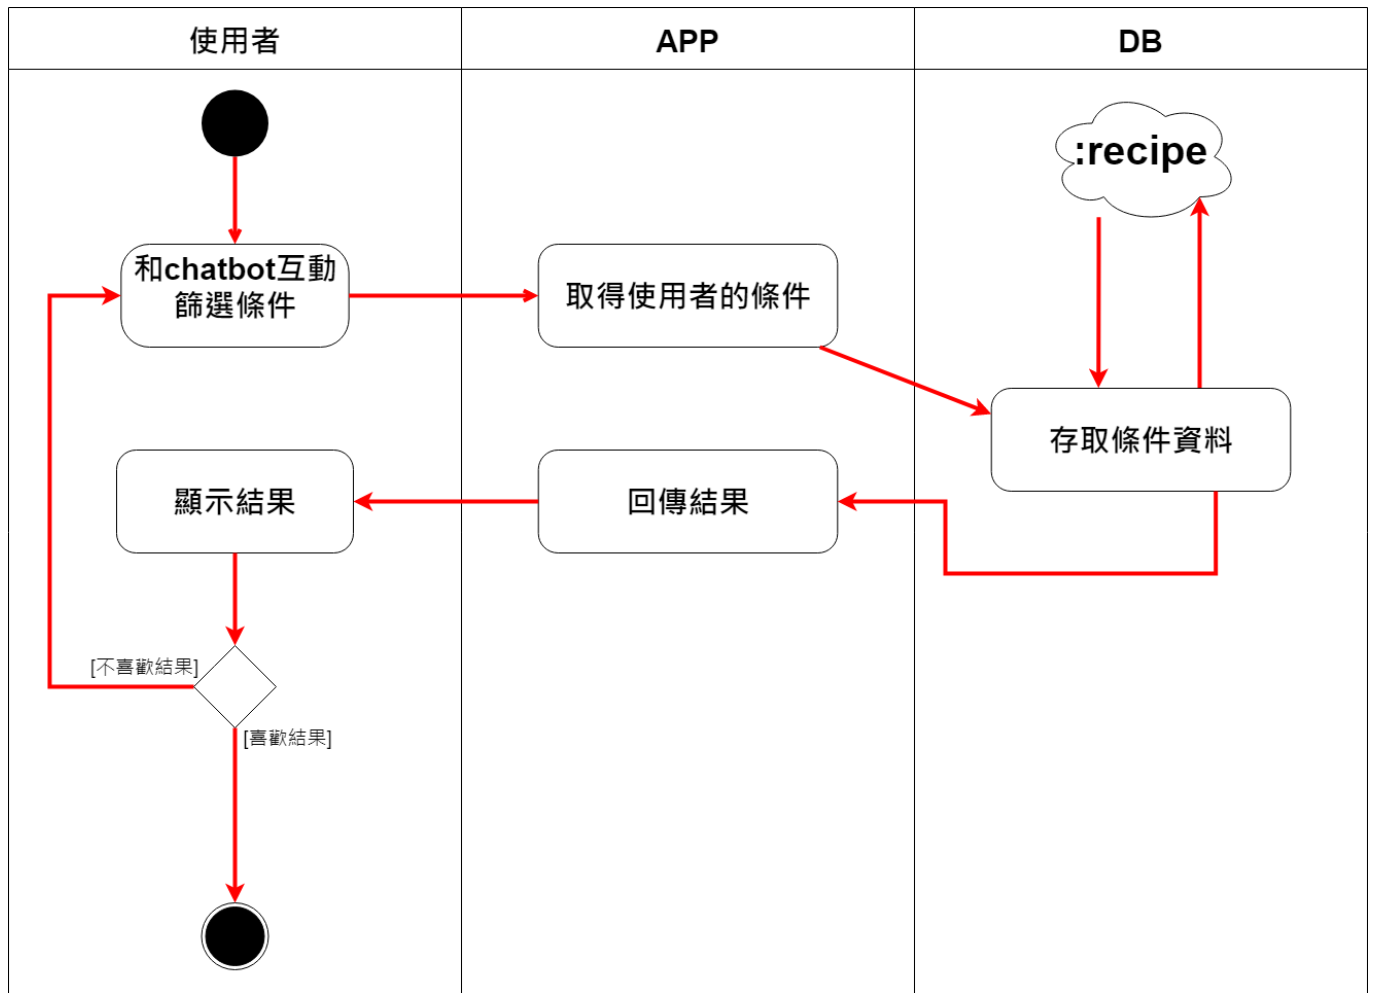 使用者
APP
DB
:recipe
和chatbot互動
篩選條件
取得使用者的條件
存取條件資料
顯示結果
回傳結果
[不喜歡結果]
[喜歡結果]